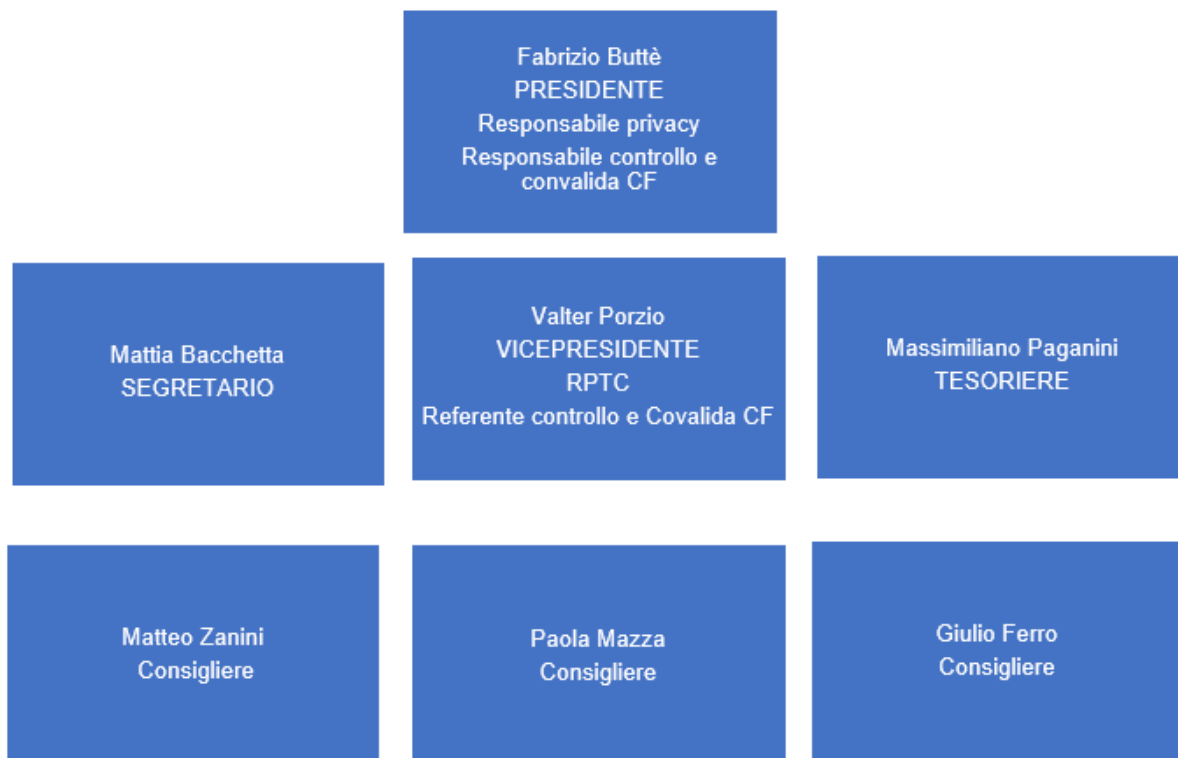 Fabrizio Buttè
PRESIDENTE
Responsabile privacy
Responsabile controllo e
convalida CF
Mattia Bacchetta
SEGRETARIO
Valter Porzio
VICEPRESIDENTE
RPTC
Referente controllo e Covalida CF
Massimiliano Paganini
TESORIERE
Matteo Zanini
Consigliere
Paola Mazza
Consigliere
Giulio Ferro
Consigliere